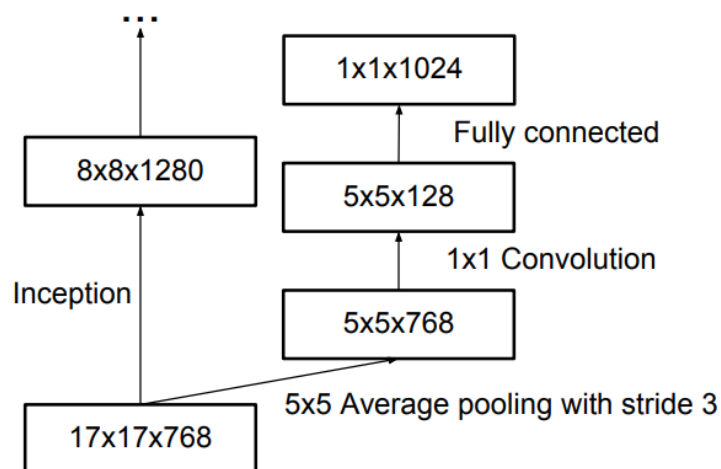 ...
1x1x1024
Fully connected
8x8x1280
5x5x128
1x1 Convolution
Inception
5x5x768
5x5 Average pooling with stride 3
17x17x768